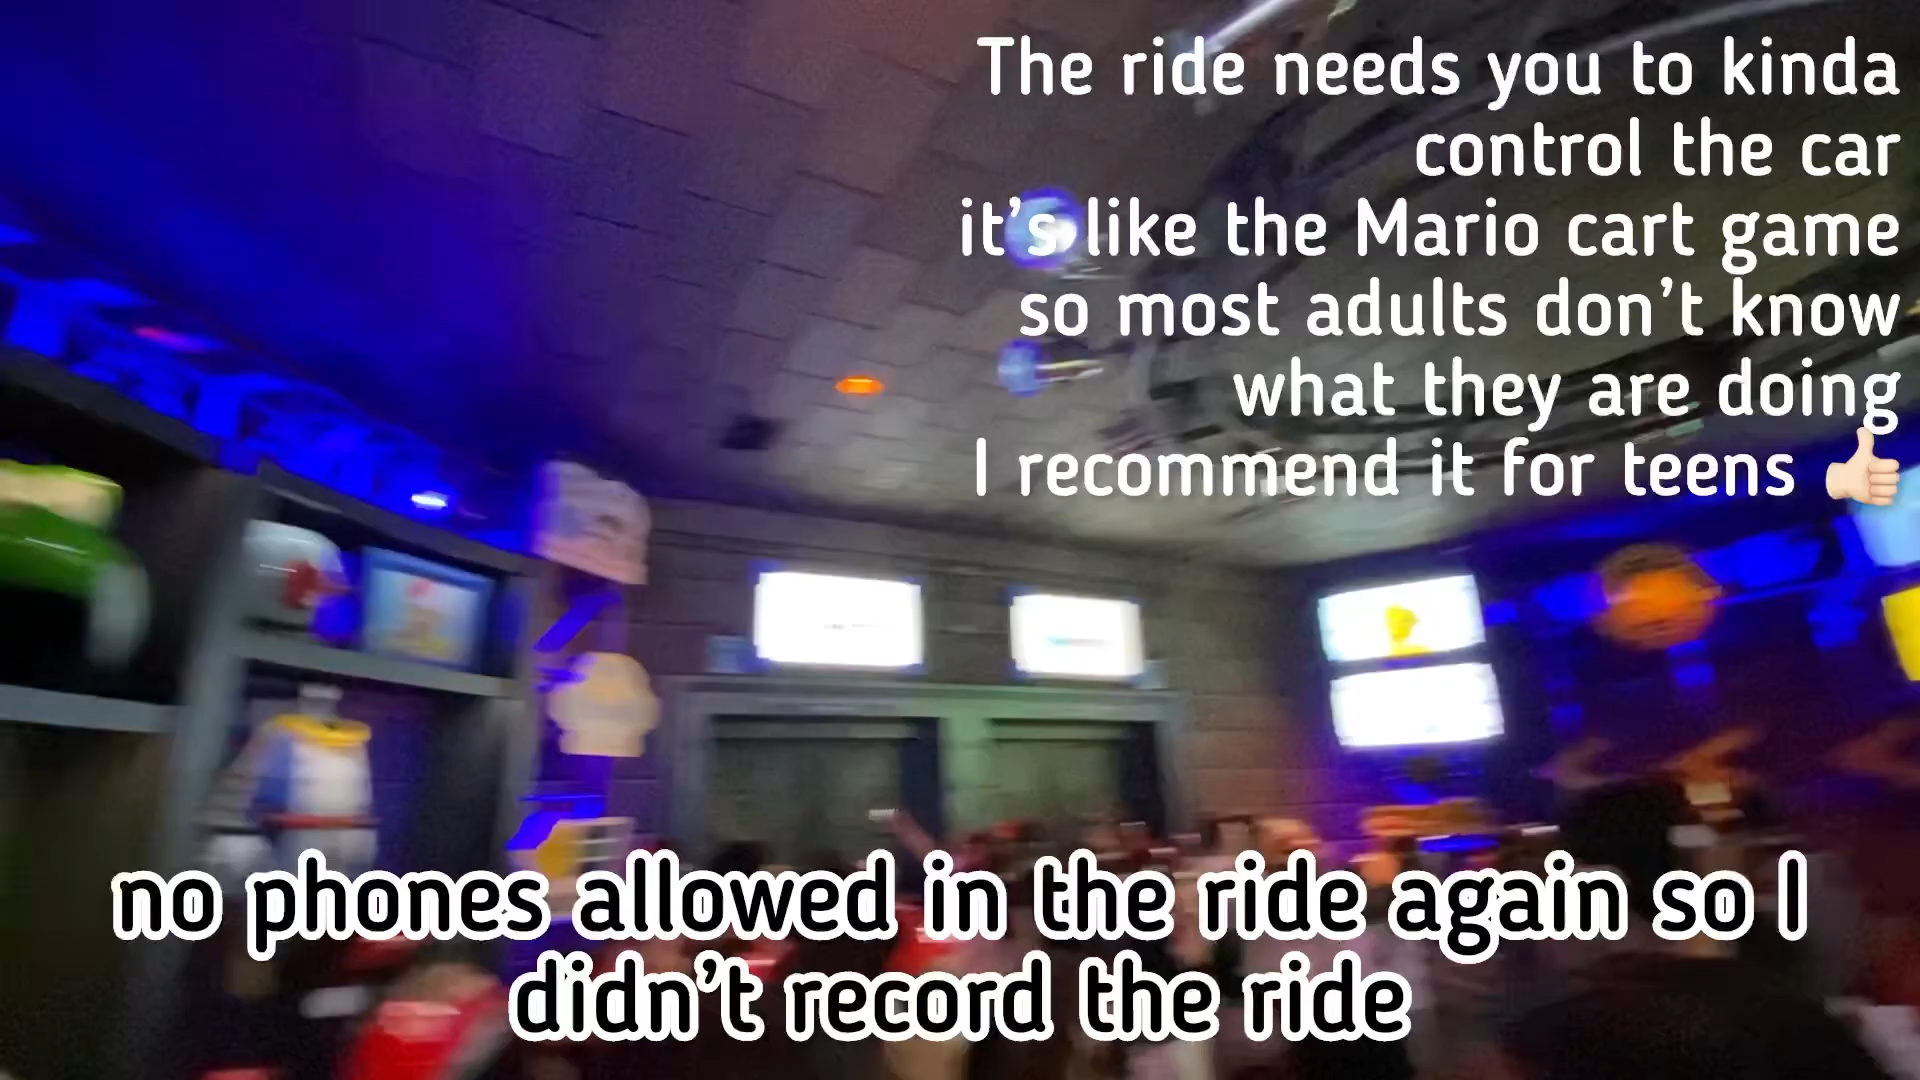 The ride needs you to kinda
control the car
it's like the Mario cart game
so most adults don't know
what they are doing
I recommend it for teens 👍🏻
no phones allowed in the ride again so I
didn't record the ride